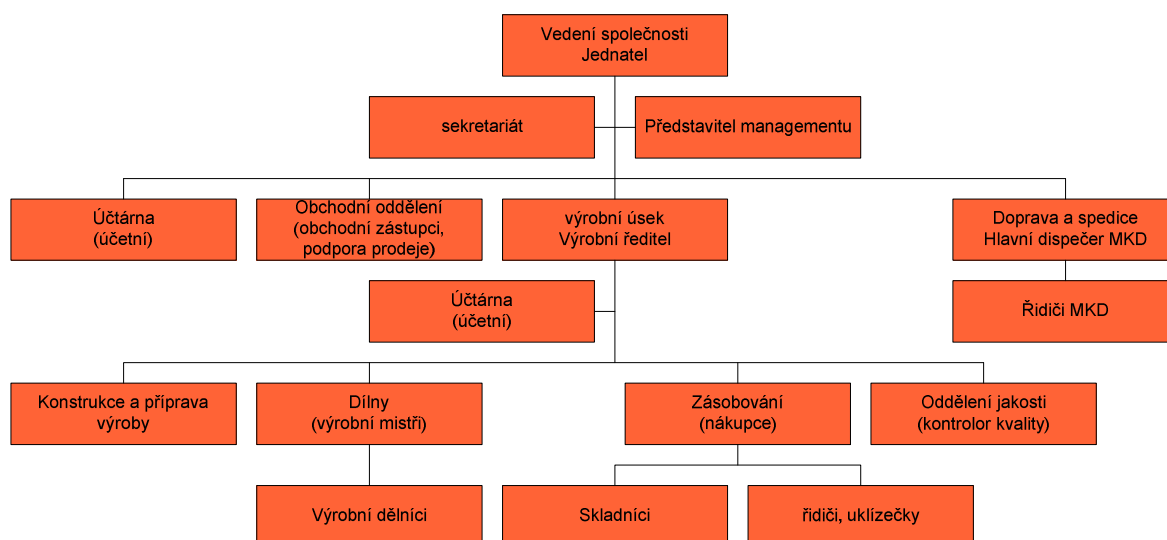 Vedení společnosti
Jednatel
sekretariát
Představitel managementu
Účtárna
(účetní)
Obchodní oddělení
(obchodní zástupci,
podpora prodeje)
výrobní úsek
Výrobní ředitel
Doprava a spedice
Hlavní dispečer MKD
Účtárna
(účetní)
Řidiči MKD
Konstrukce a příprava
výroby
Dílny
(výrobní mistři)
Zásobování
(nákupce)
Oddělení jakosti
(kontrolor kvality)
Výrobní dělníci
Skladníci
řidiči, uklízečky